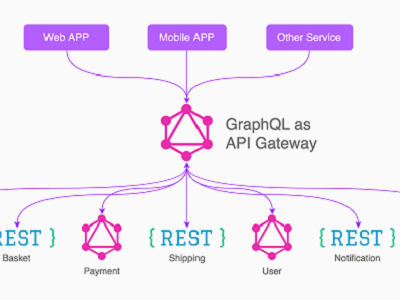 Web APP
Mobile APP
Other Service
GraphQL as
API Gateway
REST }
{ REST }
{ REST }
Basket
Payment
Shipping
User
Notification